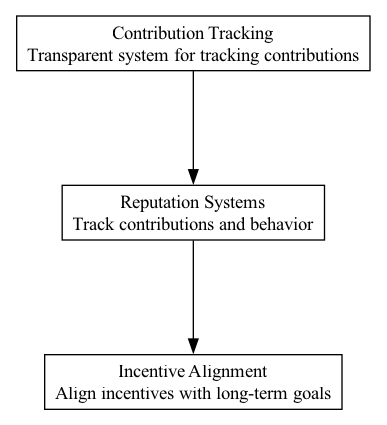 Contribution Tracking
Transparent system for tracking contributions
Reputation Systems
Track contributions and behavior
Incentive Alignment
Align incentives with long-term goals